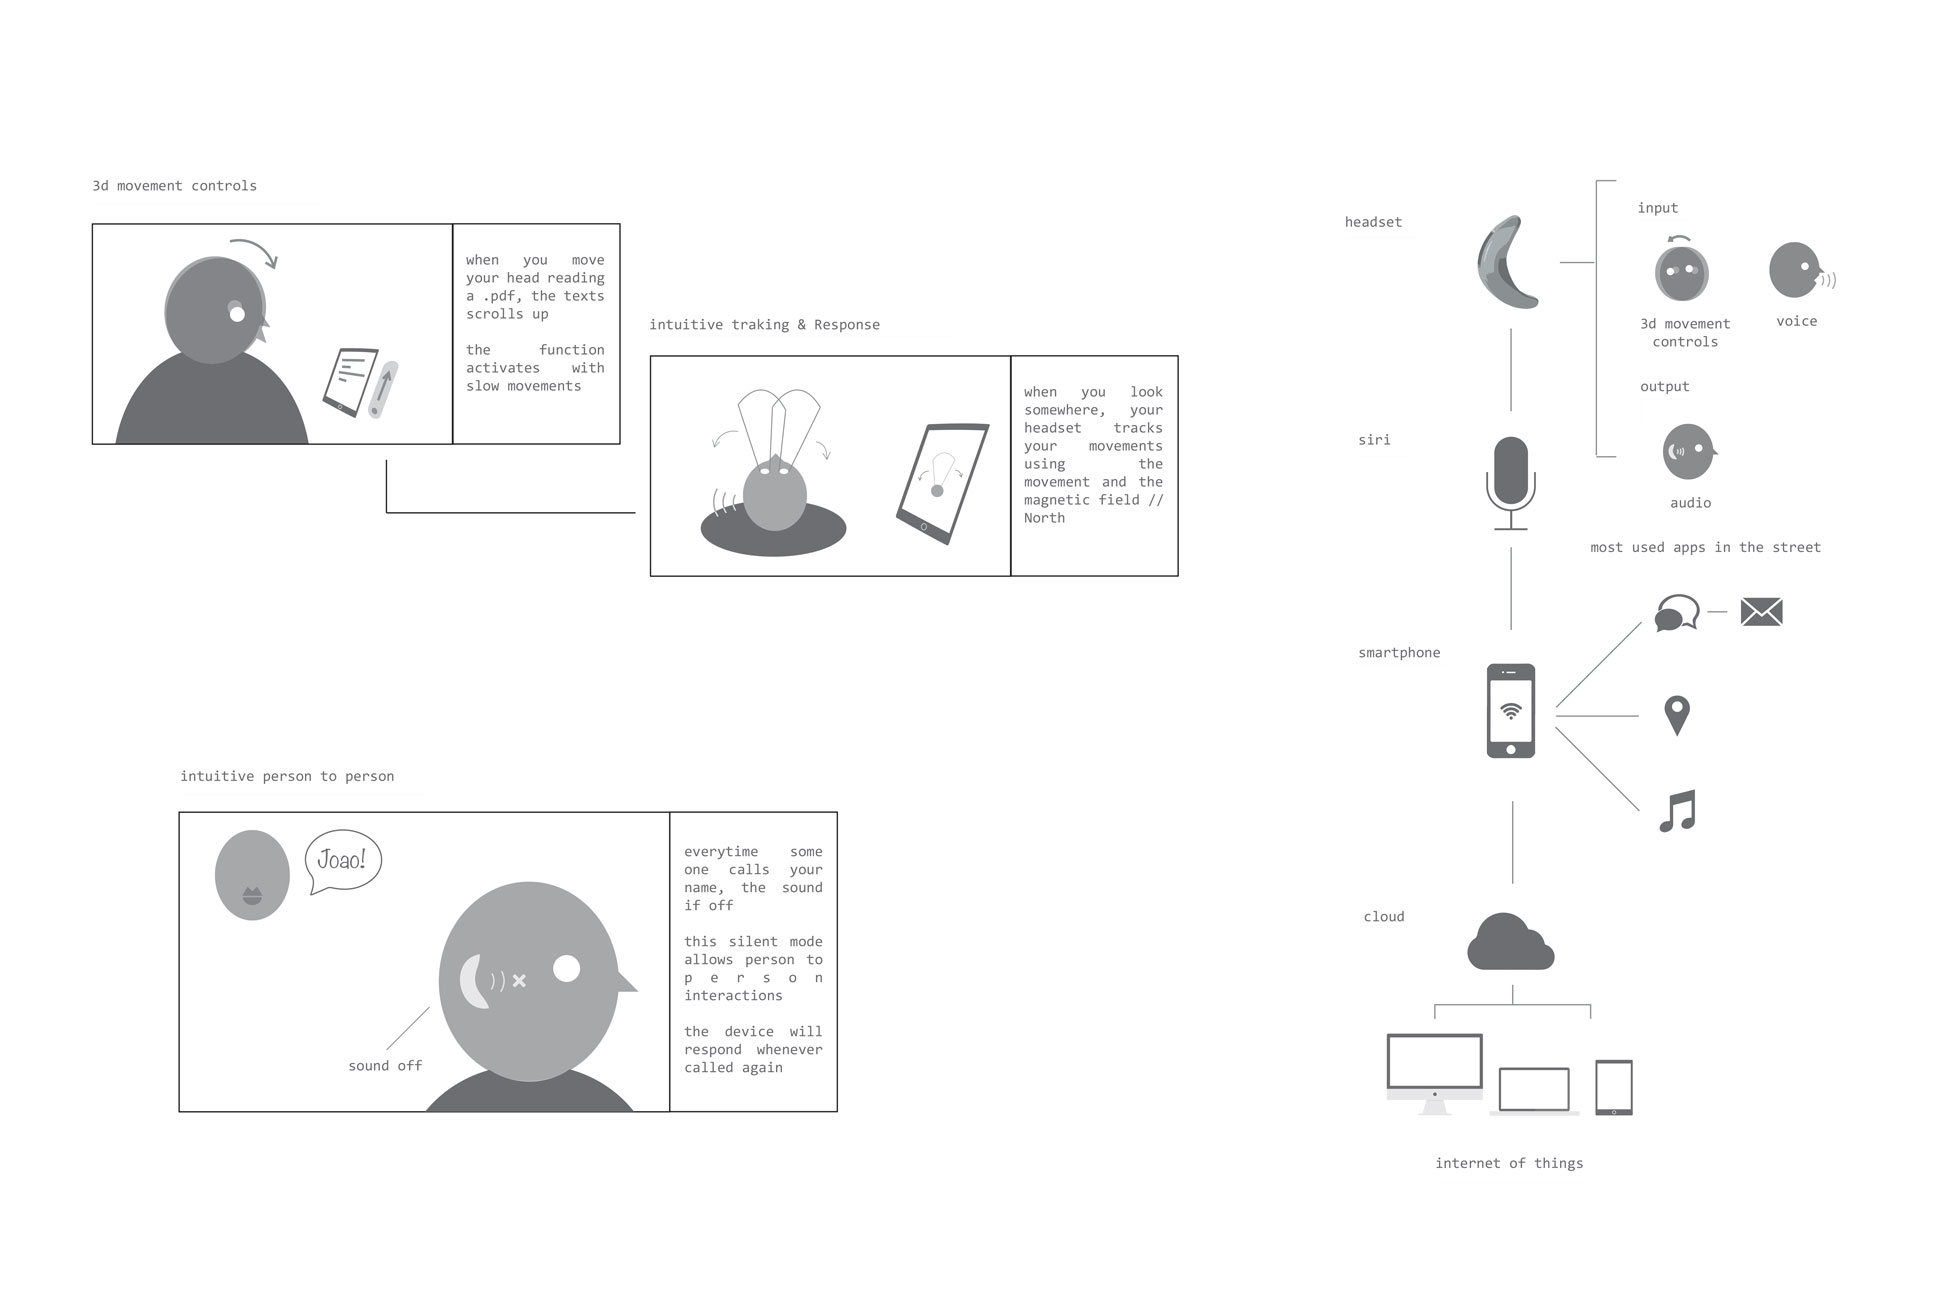 3d movement controls
when you move
your head reading
a .pdf, the texts
scrolls up
the function
activates with
slow movements
intuitive traking & Response
when you look
somewhere, your
headset tracks
your movements
using the
movement and the
magnetic field //
North
intuitive person to person
Joao!
sound off
everytime some
one calls your
name, the sound
if off
this silent mode
allows person to
p e r s o n
interactions
the device will
respond whenever
called again
headset
input
3d movement
controls
voice
output
audio
siri
most used apps in the street
smartphone
cloud
internet of things